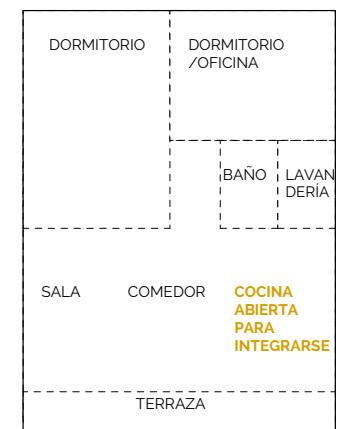 DORMITORIO
DORMITORIO
/OFICINA
BAÑO
LAVAN
DERÍA
SALA
COMEDOR
COCINA
ABIERTA
PARA
INTEGRARSE
TERRAZA